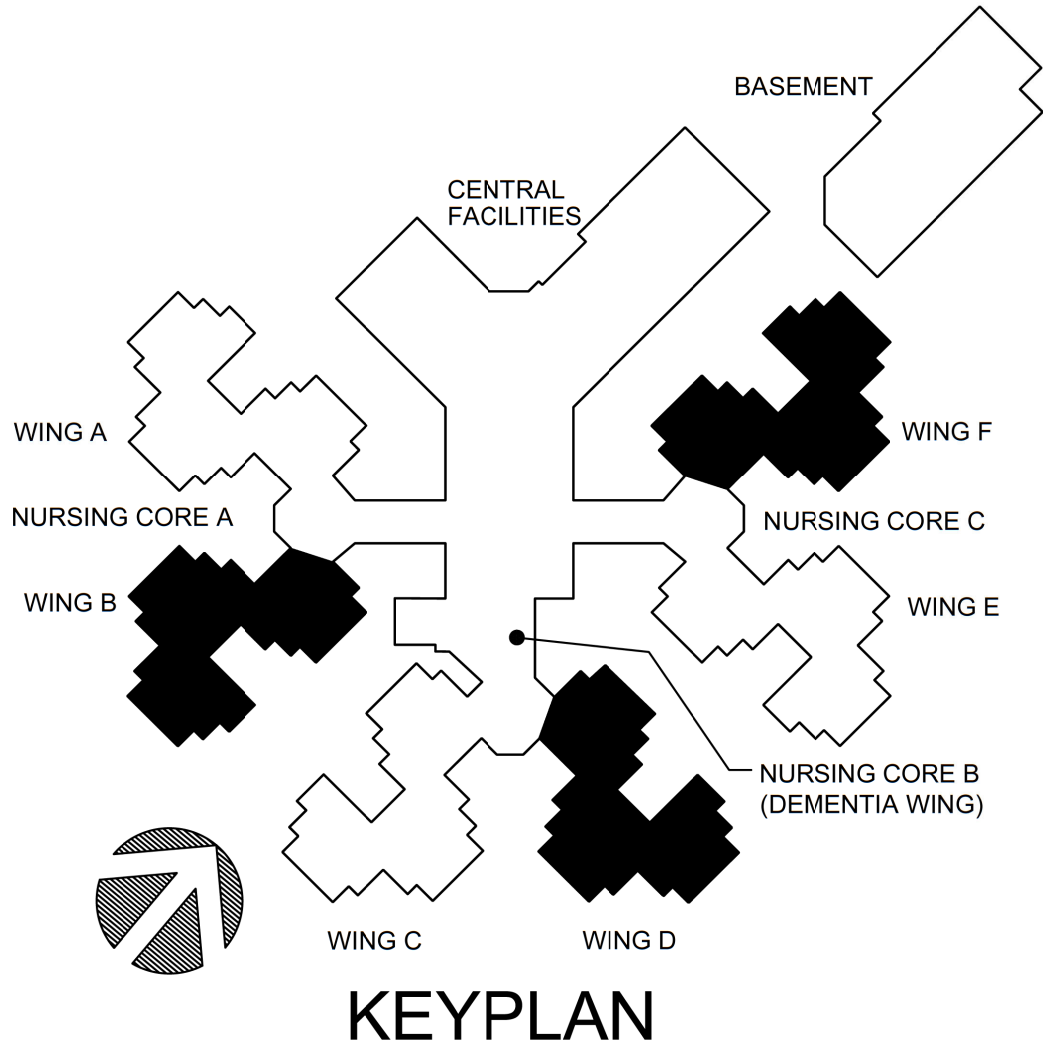 BASEMENT
CENTRAL
FACILITIES
WING A
WING F
NURSING CORE A
NURSING CORE C
WING B
WING E
NURSING CORE B
(DEMENTIA WING)
WING C
WING D
KEYPLAN